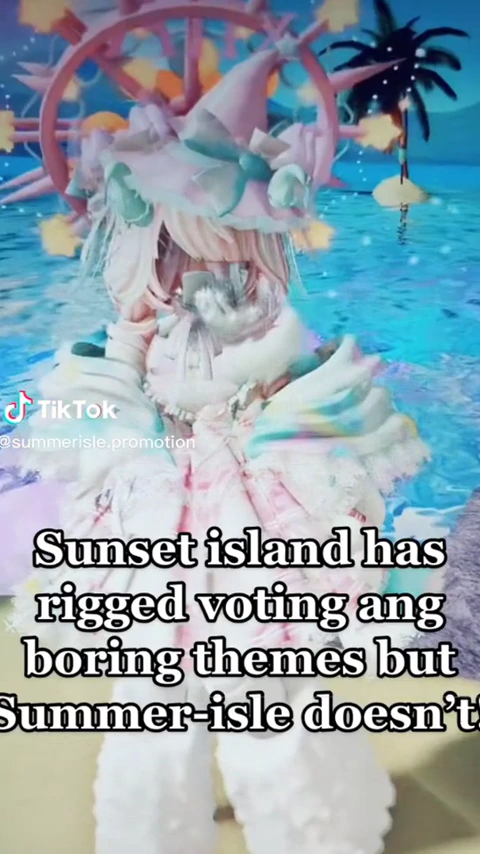 TikTok
@summerisle.promotion
Sunset island has
rigged voting ang
boring themes but
Summer-isle doesn't!